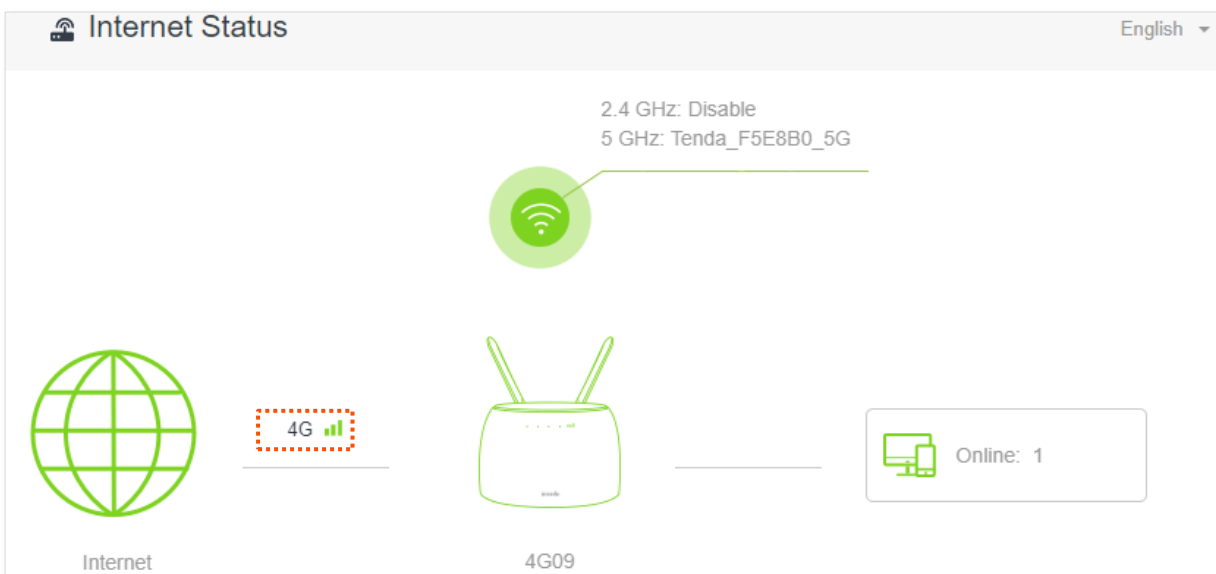 Internet Status
English
2.4 GHz: Disable
5 GHz: Tenda_F5E8B0_5G
4G
Online: 1
Internet
4G09